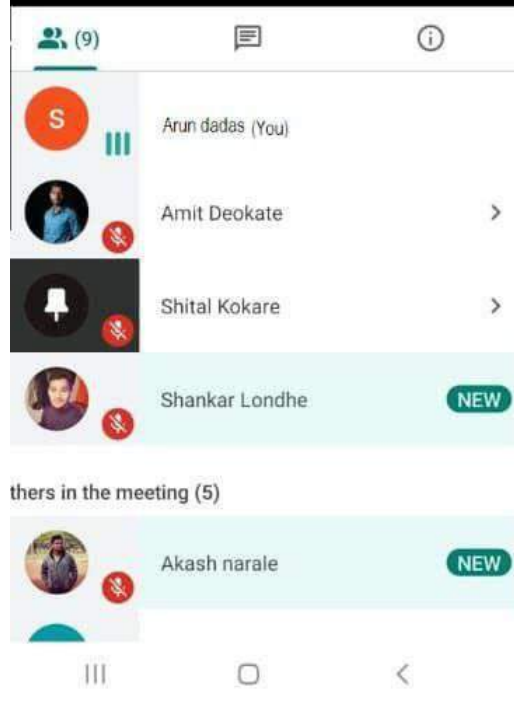 (9)
S
Arun dadas (You)
Amit Deokate
Shital Kokare
Shankar Londhe NEW
thers in the meeting (5)
Akash narale NEW